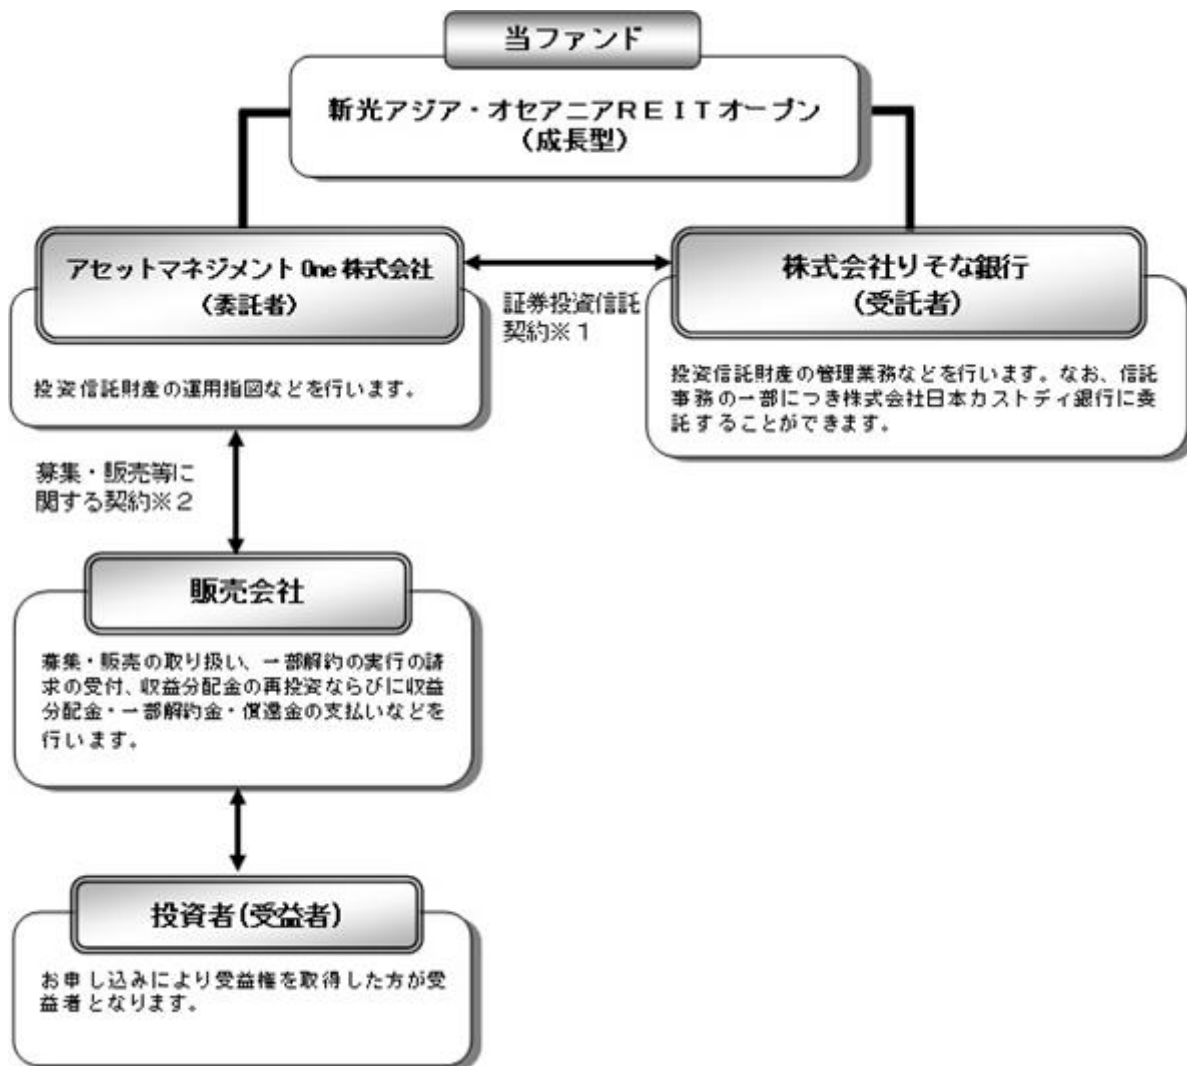 当ファンド
新光アジア・オセアニアＲＥＩＴオープン
（成長型）
アセットマネジメント One 株式会社
（委託者）
投資信託財産の運用指図などを行います。
証券投資信託
契約※１
株式会社りそな銀行
（受託者）
投資信託財産の管理業務などを行います。なお、信託
事務の一部につき株式会社日本カストディ銀行に委
託することができます。
募集・販売等に
関する契約※２
販売会社
募集・販売の取り扱い、一部解約の実行の請
求の受付、収益分配金の再投資ならびに収益
分配金・一部解約金・償還金の支払いなどを
行います。
投資者（受益者）
お申し込みにより受益権を取得した方が受
益者となります。